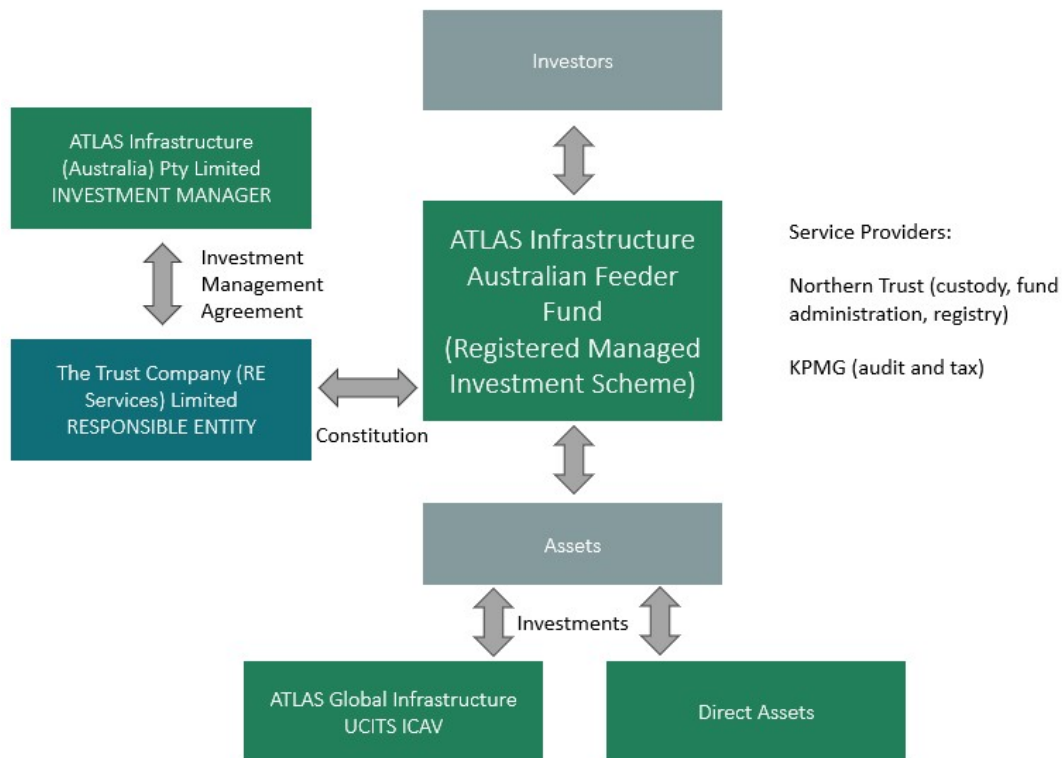 Investors
ATLAS Infrastructure
(Australia) Pty Limited
INVESTMENT MANAGER
Investment
Management
Agreement
ATLAS Infrastructure
Australian Feeder
Fund
(Registered Managed
Investment Scheme)
Service Providers:
Northern Trust (custody, fund
administration, registry)
KPMG (audit and tax)
The Trust Company (RE
Services) Limited
RESPONSIBLE ENTITY
Constitution
Assets
Investments
ATLAS Global Infrastructure
UCITS ICAV
Direct Assets